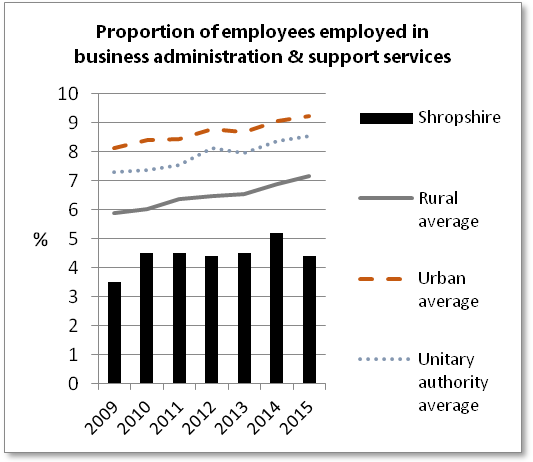 Proportion of employees employed in
business administration & support services
10
9
8
7
6
5
4
3
2
1
0
%
2009
2010
2011
2012
2013
2014
2015
Shropshire
Rural
average
Urban
average
Unitary
authority
average